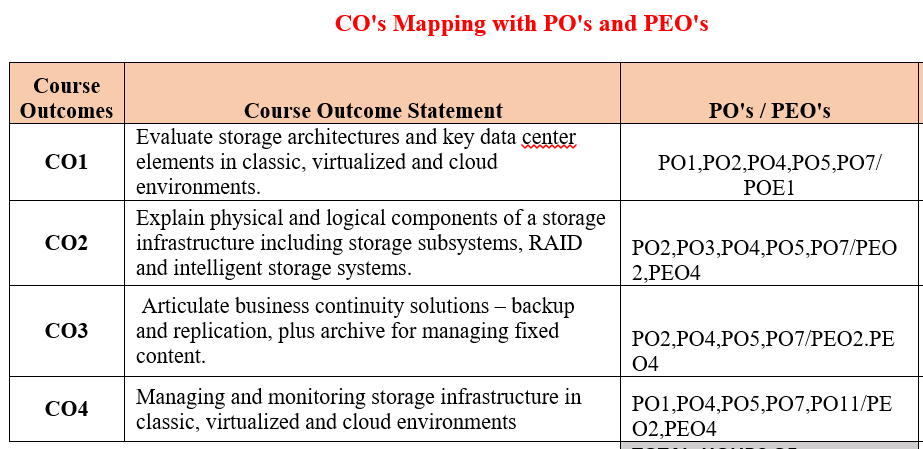 CO's Mapping with PO's and PEO's
Course
Outcomes
Course Outcome Statement
PO's / PEO's
CO1
Evaluate storage architectures and key data center
elements in classic, virtualized and cloud
environments.
PO1,PO2,PO4,PO5,PO7/
POE1
CO2
Explain physical and logical components of a storage
infrastructure including storage subsystems, RAID
and intelligent storage systems.
PO2,PO3,PO4,PO5,PO7/PEO
2,PEO4
CO3
Articulate business continuity solutions – backup
and replication, plus archive for managing fixed
content.
PO2,PO4,PO5,PO7/PEO2.PE
O4
CO4
Managing and monitoring storage infrastructure in
classic, virtualized and cloud environments
PO1,PO4,PO5,PO7,PO11/PE
O2,PEO4